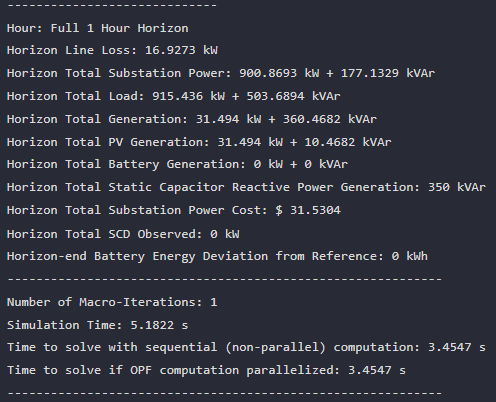 -----------------------------
Hour: Full 1 Hour Horizon
Horizon Line Loss: 16.9273 kW
Horizon Total Substation Power: 900.8693 kW + 177.1329 kVAr
Horizon Total Load: 915.436 kW + 503.6894 kVAr
Horizon Total Generation: 31.494 kW + 360.4682 kVAr
Horizon Total PV Generation: 31.494 kW + 10.4682 kVAr
Horizon Total Battery Generation: 0 kW + 0 kVAr
Horizon Total Static Capacitor Reactive Power Generation: 350 kVAr
Horizon Total Substation Power Cost: $ 31.5304
Horizon Total SCD Observed: 0 kW
Horizon-end Battery Energy Deviation from Reference: 0 kWh
------------------------------------------------------------
Number of Macro-Iterations: 1
Simulation Time: 5.1822 s
Time to solve with sequential (non-parallel) computation: 3.4547 s
Time to solve if OPF computation parallelized: 3.4547 s
------------------------------------------------------------